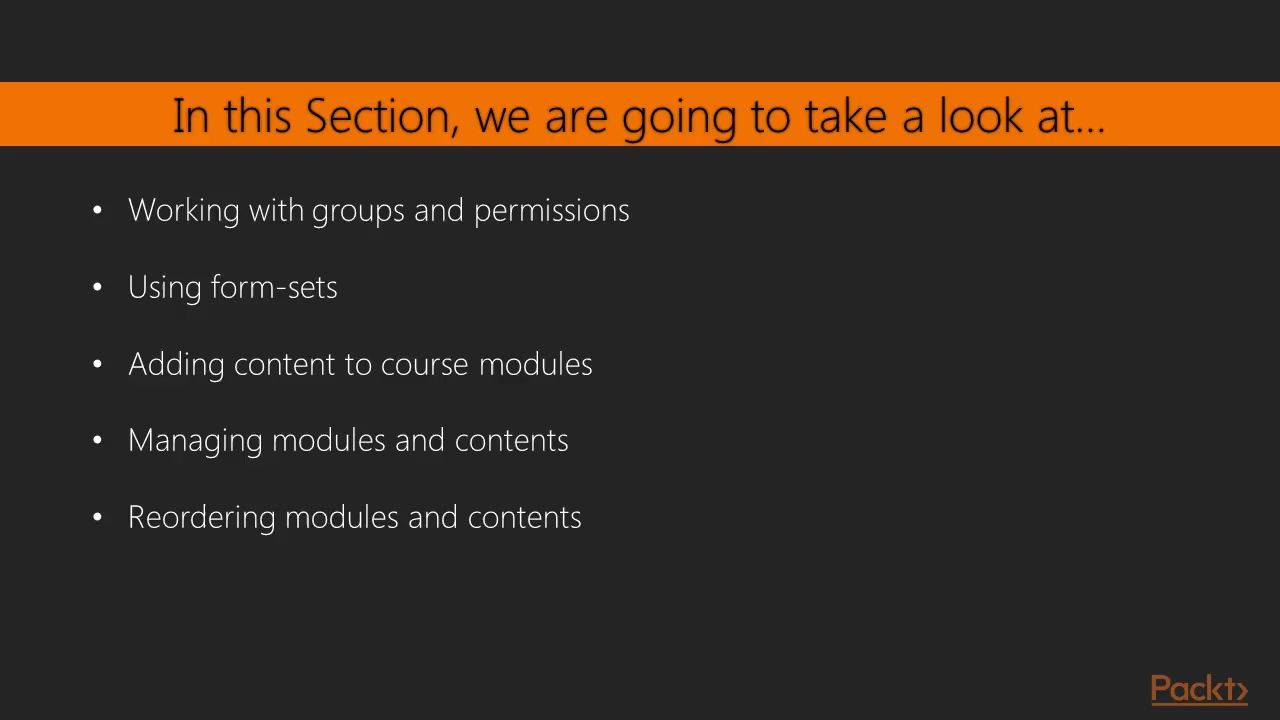 In this Section, we are going to take a look at...
• Working with groups and permissions
• Using form-sets
• Adding content to course modules
• Managing modules and contents
• Reordering modules and contents
Packt>